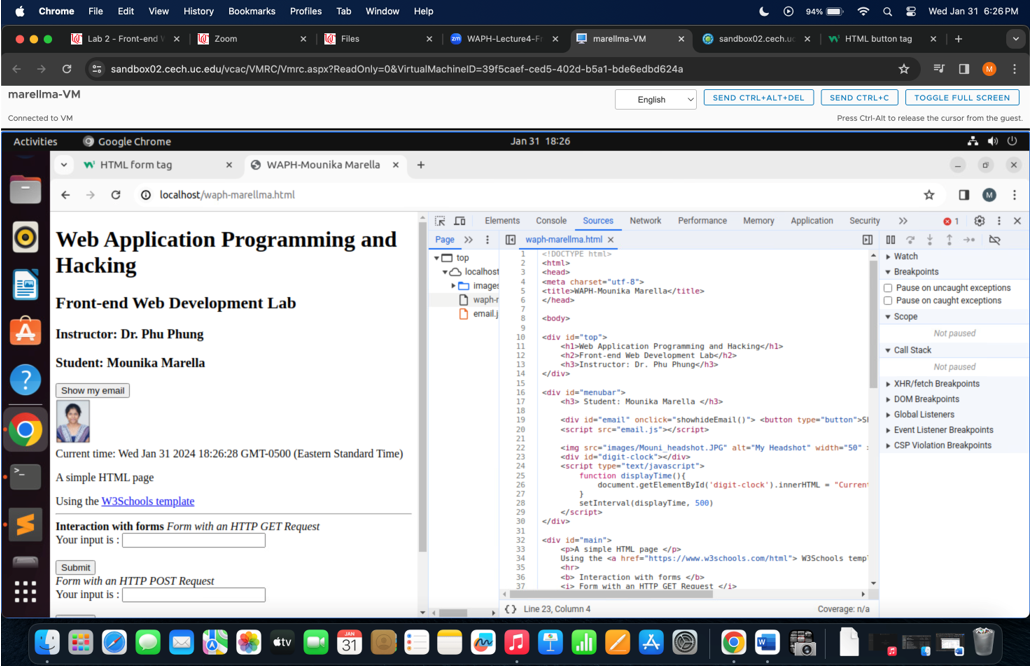 Chrome File Edit View History Bookmarks Profiles Tab Window Help 94% Wed Jan 31 6:26 PM
Lab 2 - Front-end Zoom Files WAPH-Lecture4-Fr marellma-VM sandbox02.cech.uc HTML button tag
sandbox02.cech.uc.edu/vcac/VMRC/Vmrc.aspx?ReadOnly=0&VirtualMachineID=39f5caef-ced5-402d-b5a1-bde6edbd624a M
marellma-VM
English SEND CTRL+ALT+DEL SEND CTRL+C TOGGLE FULL SCREEN
Connected to VM
Press Ctrl-Alt to release the cursor from the guest.
Activities Google Chrome Jan 31 18:26
HTML form tag WAPH-Mounika Marella
localhost/waph-marellma.html M
Web Application Programming and
Hacking
Front-end Web Development Lab
Instructor: Dr. Phu Phung
Student: Mounika Marella
Show my email
Current time: Wed Jan 31 2024 18:26:28 GMT-0500 (Eastern Standard Time)
A simple HTML page
Using the W3Schools template
Interaction with forms Form with an HTTP GET Request
Your input is :
Submit
Form with an HTTP POST Request
Your input is :
Elements Console Sources Network Performance Memory Application Security 1
Page
top
localhost
images
waph-r
email.j
waph-marellma.html
1 <!DOCTYPE html>
2 <html>
3 <head>
4 <meta charset="utf-8">
5 <title>WAPH-Mounika Marella</title>
6 </head>
7
8 <body>
9
10 <div id="top">
11 <h1>Web Application Programming and Hacking</h1>
12 <h2>Front-end Web Development Lab</h2>
13 <h3>Instructor: Dr. Phu Phung</h3>
14 </div>
15
16 <div id="menubar">
17 <h3> Student: Mounika Marella </h3>
18
19 <div id="email" onclick="showhideEmail()"> <button type="button">S
20 <script src="email.js"></script>
21
22 <img src="images/Mouni_headshot.JPG" alt="My Headshot" width="50"
23 <div id="digit-clock"></div>
24 <script type="text/javascript">
25 function displayTime(){
26 document.getElementById('digit-clock').innerHTML = "Curren
27 }
28 setInterval(displayTime, 500)
29 </script>
30 </div>
31
32 <div id="main">
33 <p>A simple HTML page </p>
34 Using the <a href="https://www.w3schools.com/html"> W3Schools temp
35 <hr>
36 <b> Interaction with forms </b>
37 <i> Form with an HTTP GET Request </i>
{} Line 23, Column 4 Coverage: n/a
Watch
Breakpoints
Pause on uncaught exceptions
Pause on caught exceptions
Scope
Not paused
Call Stack
Not paused
XHR/fetch Breakpoints
DOM Breakpoints
Global Listeners
Event Listener Breakpoints
CSP Violation Breakpoints
zm
tv
JAN
31